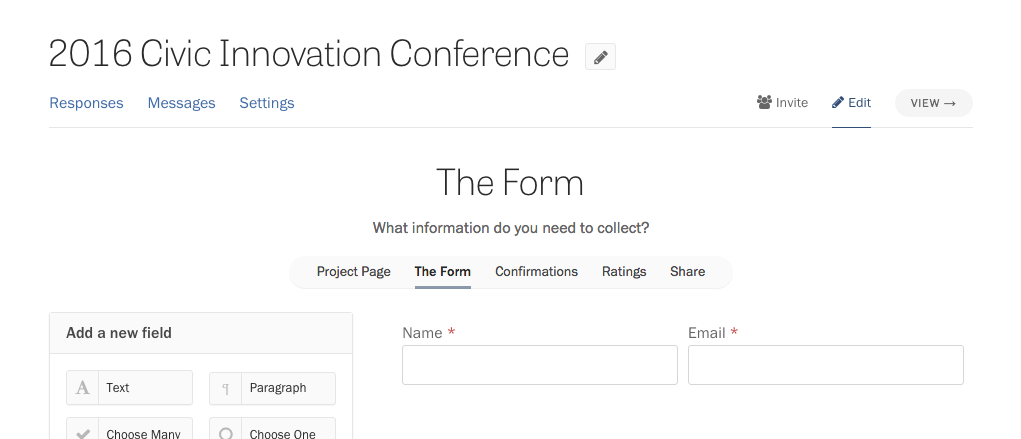 2016 Civic Innovation Conference
Responses Messages Settings Invite Edit VIEW →
The Form
What information do you need to collect?
Project Page The Form Confirmations Ratings Share
Add a new field
Name * Email *
A Text ¶ Paragraph
Choose Many Choose One